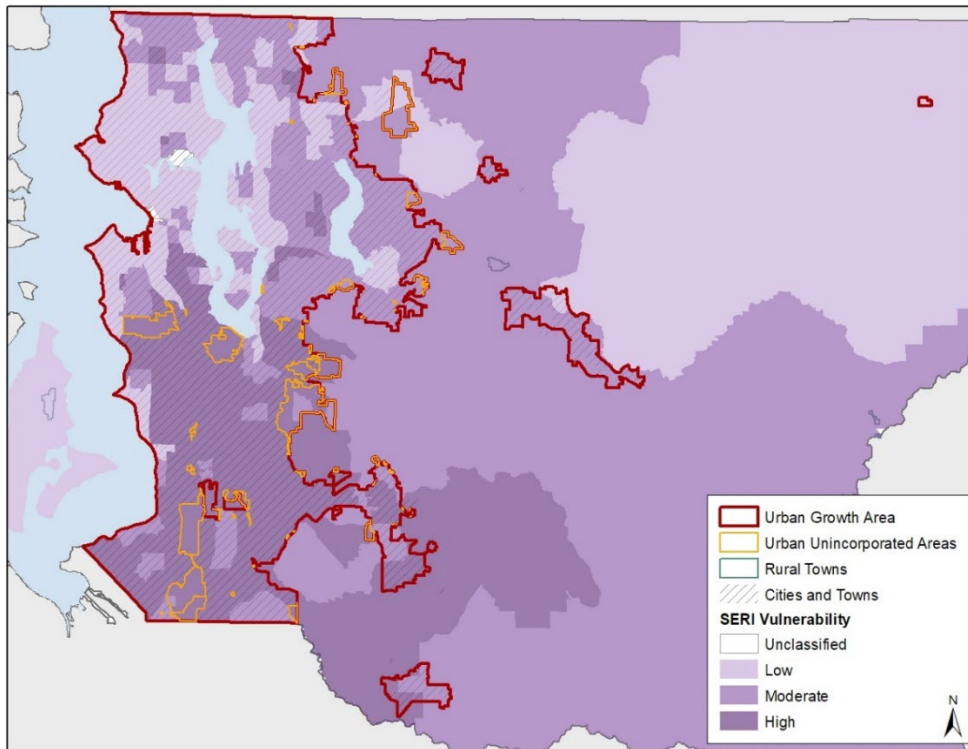 Urban Growth Area
Urban Unincorporated Areas
Rural Towns
Cities and Towns
SERI Vulnerability
Unclassified
Low
Moderate
High
N